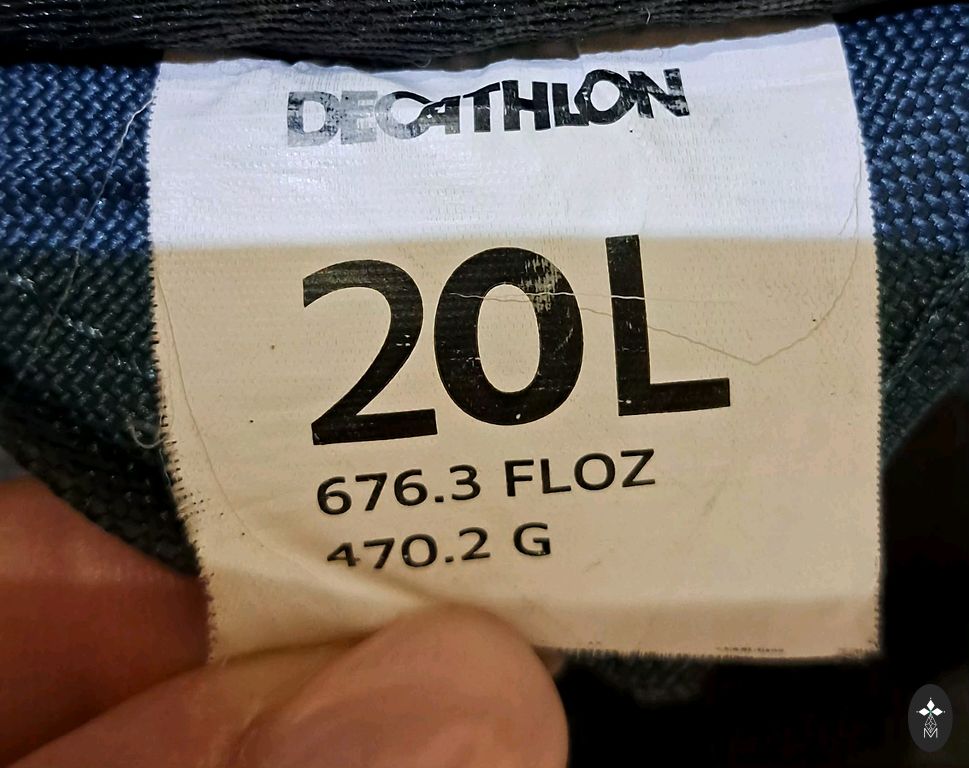 DECATHLON
20L
676.3 FLOZ
470.2 G